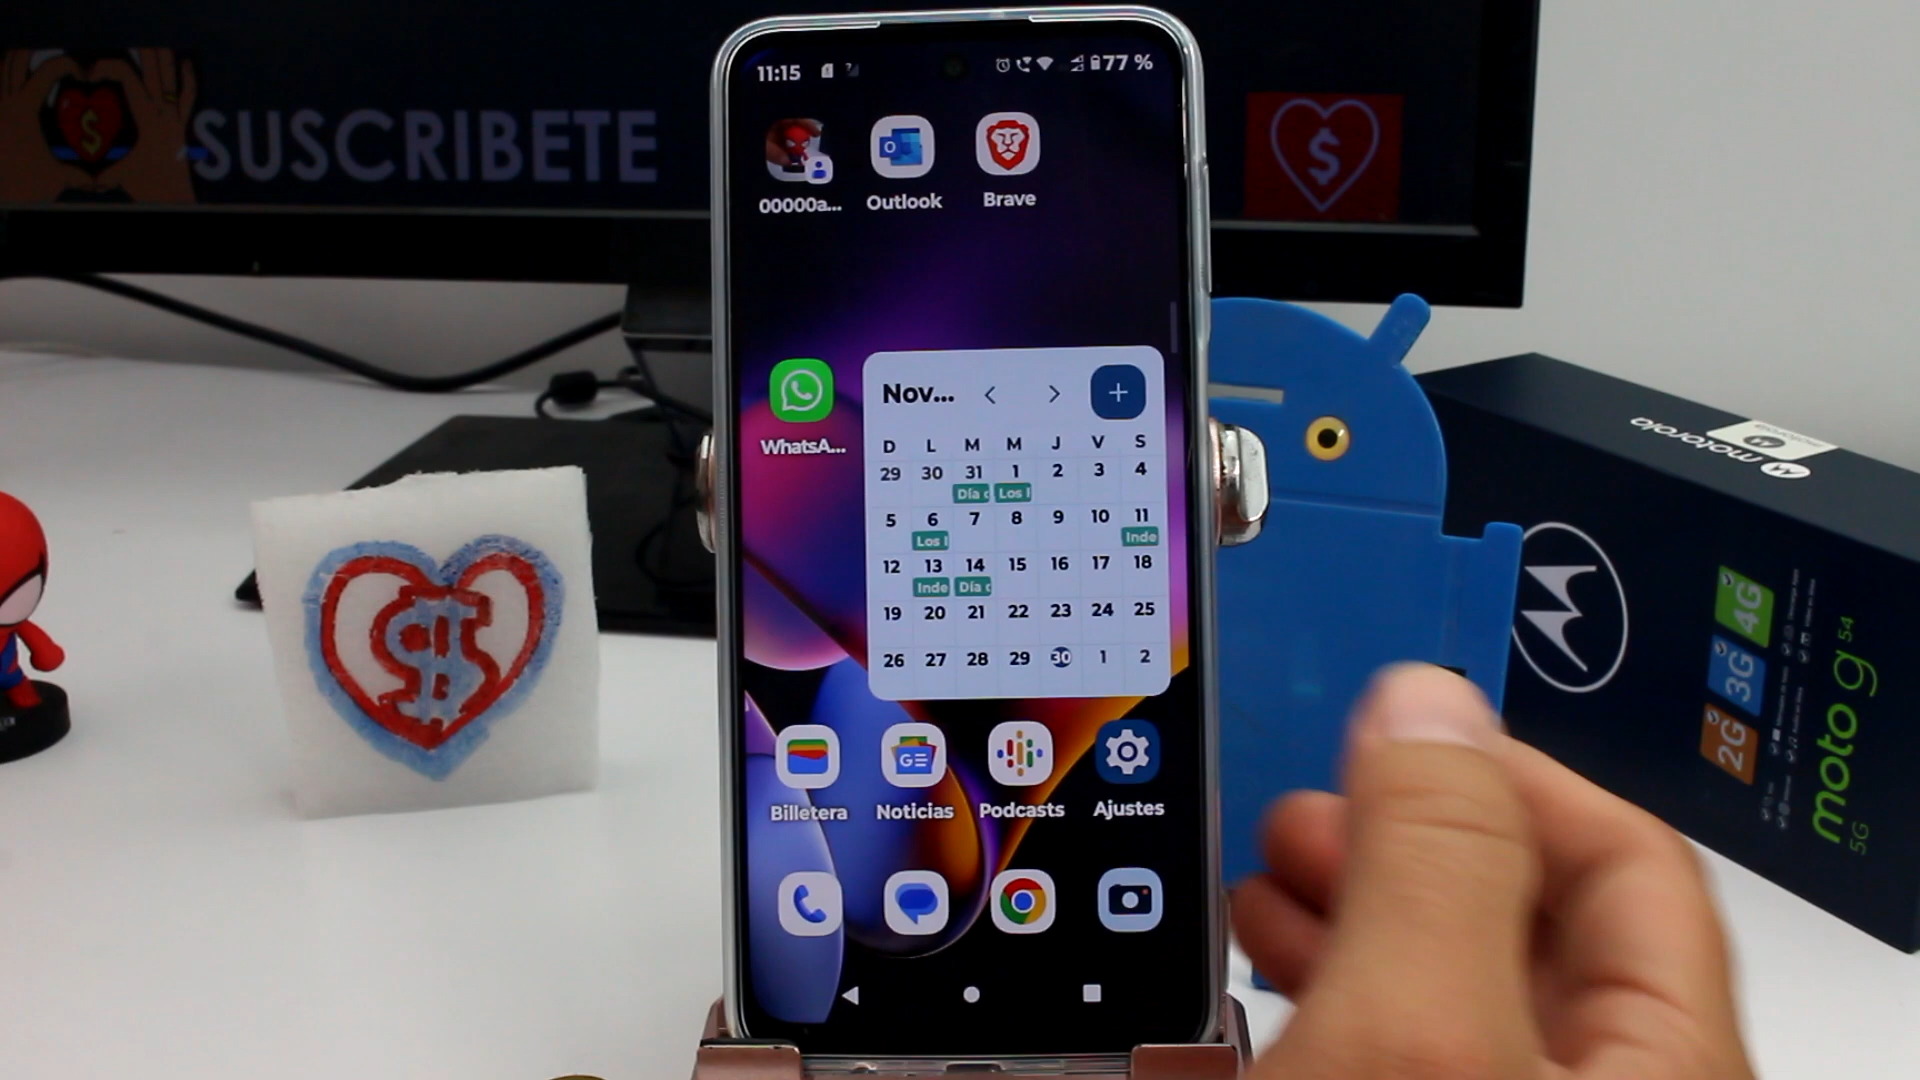 SUSCRIBETE
$
$
11:15
77 %
00000a...
Outlook
Brave
WhatsA...
Nov...
D L M M J V S
29 30 31 1 2 3 4
Día Los
5 6 7 8 9 10 11
Los Inde
12 13 14 15 16 17 18
Inde Día
19 20 21 22 23 24 25
26 27 28 29 30 1 2
Billetera
Noticias
Podcasts
Ajustes
$
motorola
2G 3G 4G
moto g 54
5G